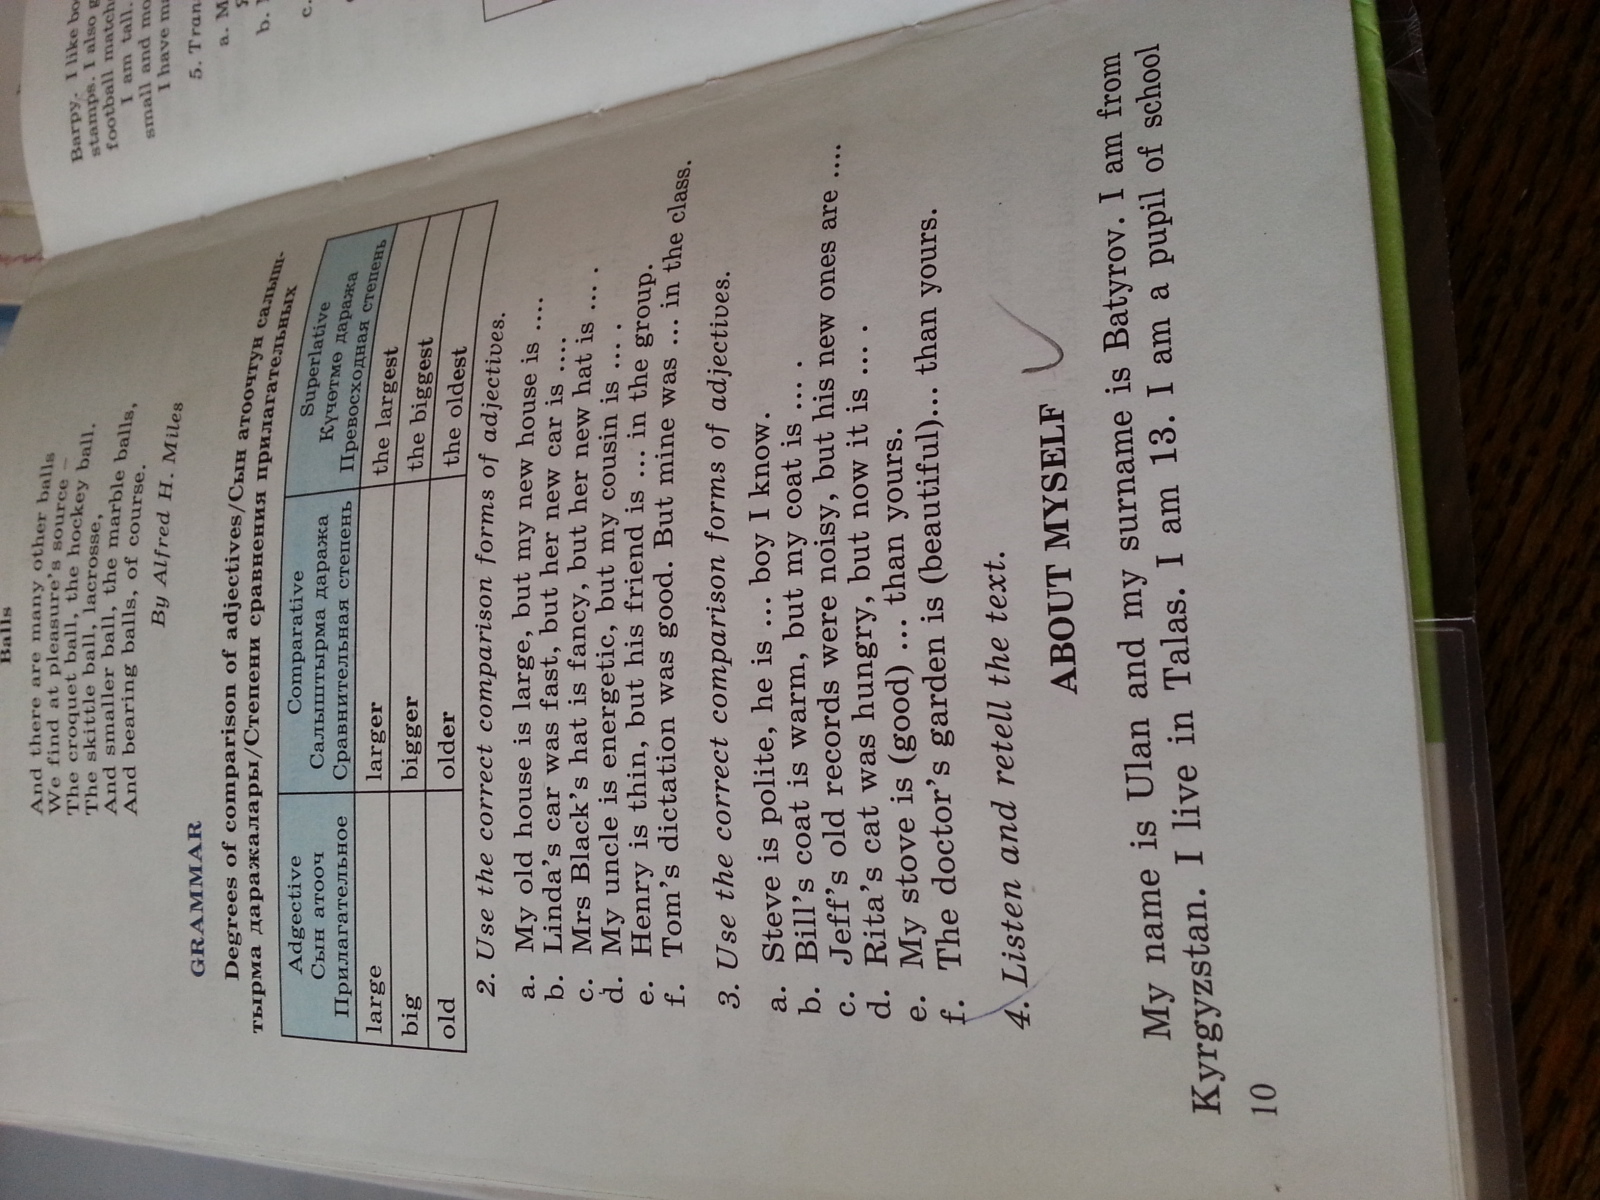 Balls
And there are many other balls
We find at pleasure's source –
The croquet ball, the hockey ball.
The skittle ball, lacrosse,
And smaller ball, the marble balls,
And bearing balls, of course.
By Alfred H. Miles
GRAMMAR
Degrees of comparison of adjectives/Сын атоочтун салыш-
тырма даражалары/Степени сравнения прилагательных
Adgective Comparative Superlative
Сын атооч Салыштырма даража Күчөтмө даража
Прилагательное Сравнительная степень Превосходная степень
large larger the largest
big bigger the biggest
old older the oldest
2. Use the correct comparison forms of adjectives.
a. My old house is large, but my new house is ....
b. Linda's car was fast, but her new car is ....
c. Mrs Black's hat is fancy, but her new hat is ... .
d. My uncle is energetic, but my cousin is ... .
e. Henry is thin, but his friend is ... in the group.
f. Tom's dictation was good. But mine was ... in the class.
3. Use the correct comparison forms of adjectives.
a. Steve is polite, he is ... boy I know.
b. Bill's coat is warm, but my coat is ... .
c. Jeff's old records were noisy, but his new ones are ....
d. Rita's cat was hungry, but now it is ... .
e. My stove is (good) ... than yours.
f. The doctor's garden is (beautiful)... than yours.
4. Listen and retell the text.
ABOUT MYSELF
My name is Ulan and my surname is Batyrov. I am from
Kyrgyzstan. I live in Talas. I am 13. I am a pupil of school
10
Barpy. I like
stamps. I also
football
I am tall.
small and
I have
5.
a.
b.
c.